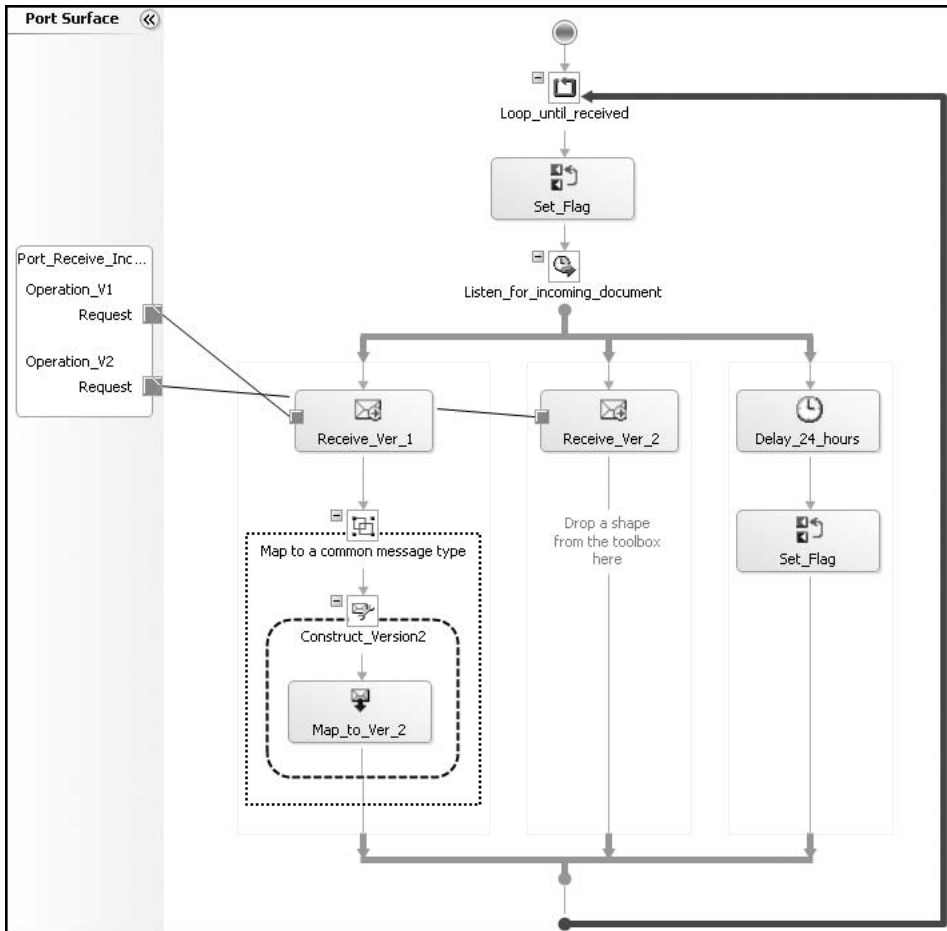 Port Surface
Loop_until_received
Set_Flag
Listen_for_incoming_document
Port_Receive_Inc...
Operation_V1
Request
Operation_V2
Request
Receive_Ver_1
Receive_Ver_2
Delay_24_hours
Map to a common message type
Drop a shape
from the toolbox
here
Set_Flag
Construct_Version2
Map_to_Ver_2